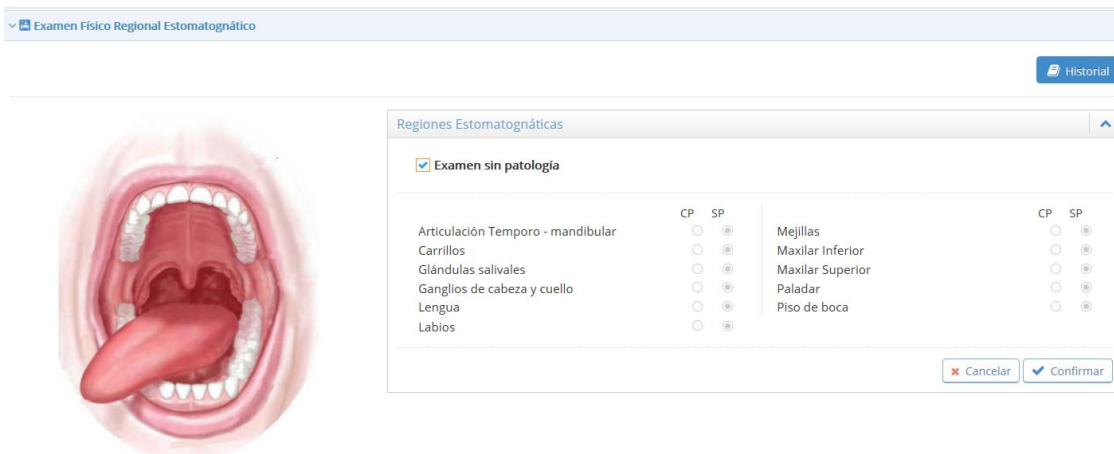 Examen Físico Regional Estomatognático
Historial
Regiones Estomatognáticas
Examen sin patología
CP SP
Articulación Temporo - mandibular
Carrillos
Glándulas salivales
Ganglios de cabeza y cuello
Lengua
Labios
CP SP
Mejillas
Maxilar Inferior
Maxilar Superior
Paladar
Piso de boca
Cancelar
Confirmar